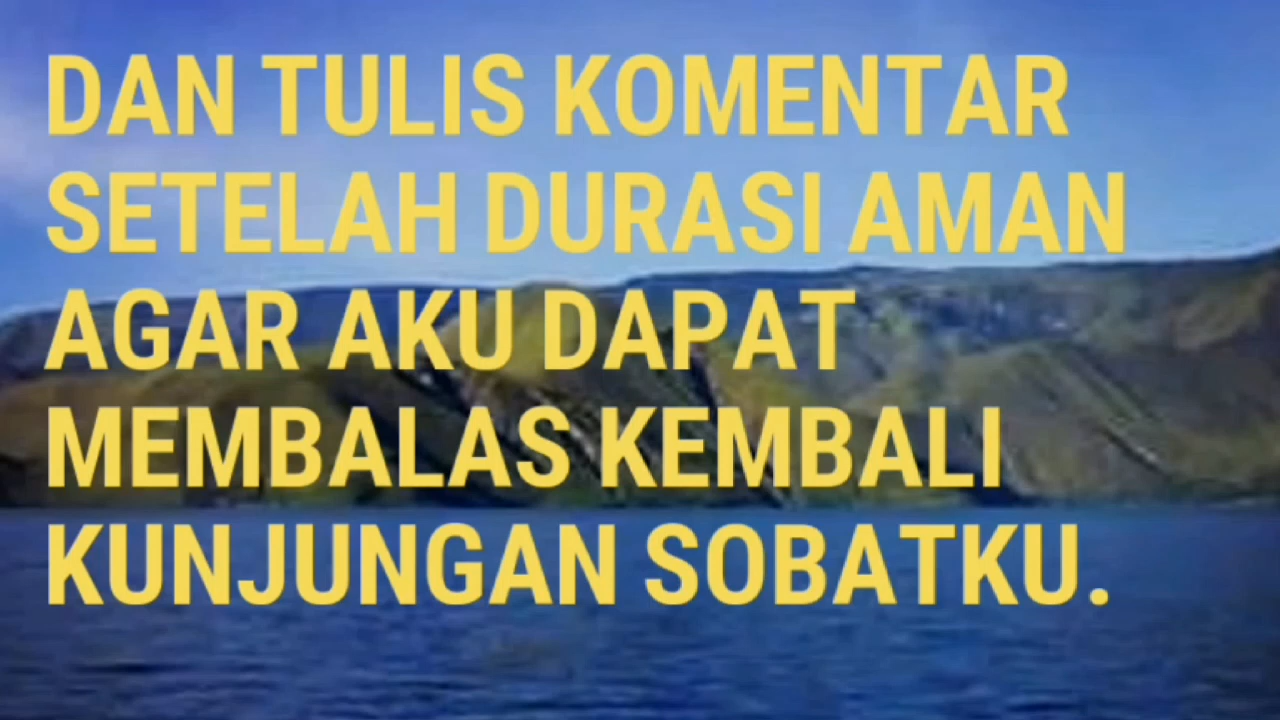 DAN TULIS KOMENTAR
SETELAH DURASI AMAN
AGAR AKU DAPAT
MEMBALAS KEMBALI
KUNJUNGAN SOBATKU.